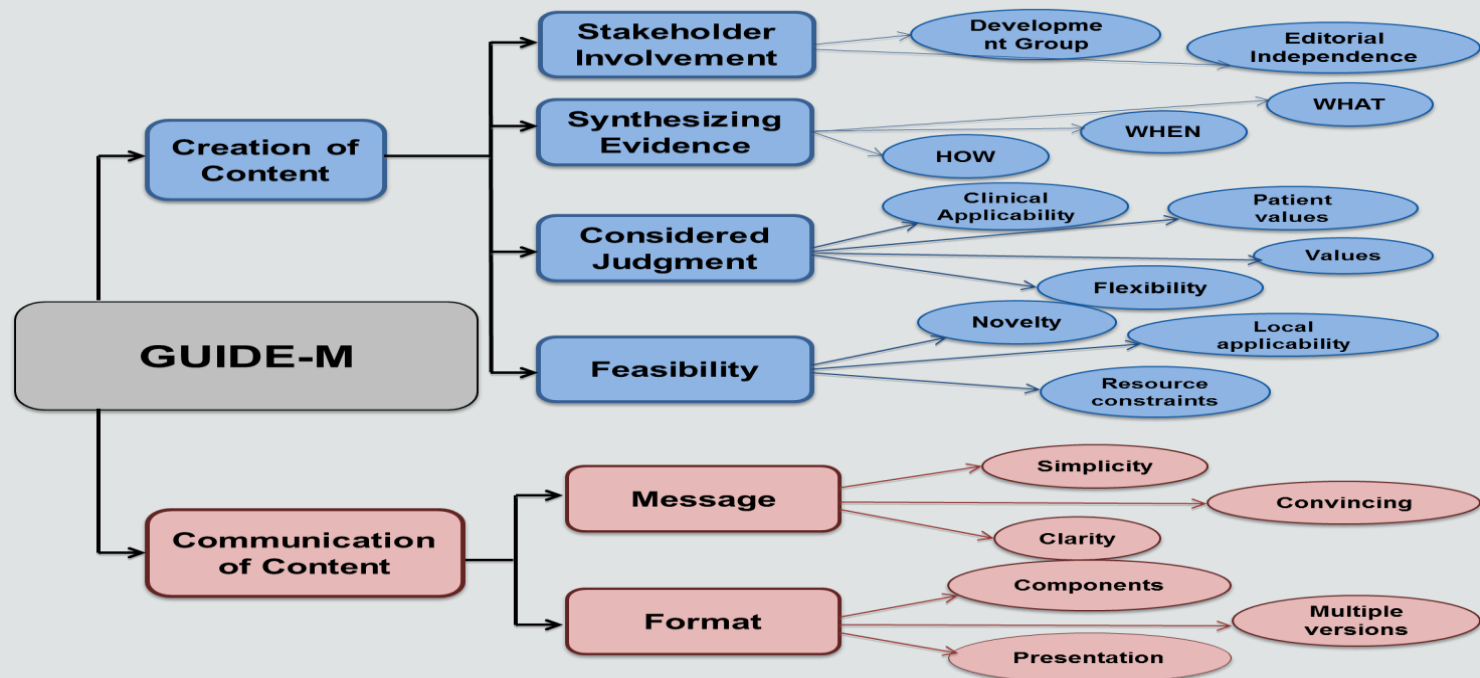 Stakeholder
Involvement
Developme
nt Group
Editorial
Independence
Synthesizing
Evidence
WHAT
WHEN
HOW
Creation of
Content
Considered
Judgment
Clinical
Applicability
Patient
values
Values
Flexibility
GUIDE-M
Feasibility
Novelty
Local
applicability
Resource
constraints
Communication
of Content
Message
Simplicity
Convincing
Clarity
Format
Components
Multiple
versions
Presentation